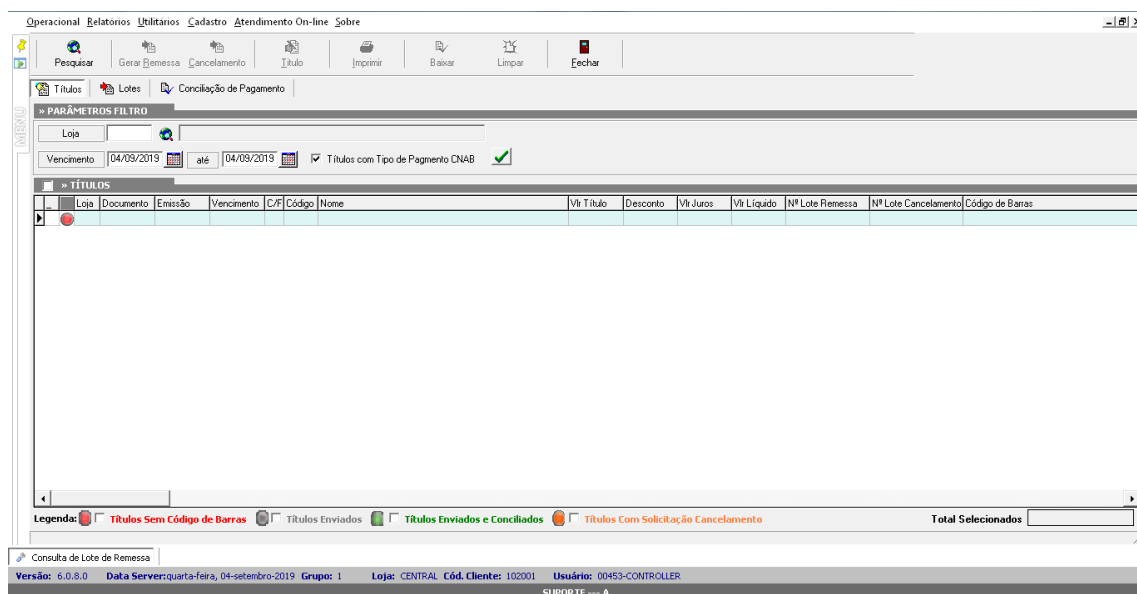 Operacional Relatórios Utilitários Cadastro Atendimento On-line Sobre
Pesquisar Gerar Remessa Cancelamento Título Imprimir Baixar Limpar Fechar
Títulos Lotes Conciliação de Pagamento
MENU
» PARÂMETROS FILTRO
Loja
Vencimento 04/09/2019 até 04/09/2019 Títulos com Tipo de Pagmento CNAB
» TÍTULOS
_ Loja Documento Emissão Vencimento C/F Código Nome Vlr Título Desconto Vlr Juros Vlr Líquido Nº Lote Remessa Nº Lote Cancelamento Código de Barras
Legenda: Títulos Sem Código de Barras Títulos Enviados Títulos Enviados e Conciliados Títulos Com Solicitação Cancelamento Total Selecionados
Consulta de Lote de Remessa
Versão: 6.0.8.0 Data Server:quarta-feira, 04-setembro-2019 Grupo: 1 Loja: CENTRAL Cód. Cliente: 102001 Usuário: 00453-CONTROLLER
SUPORTE --- A